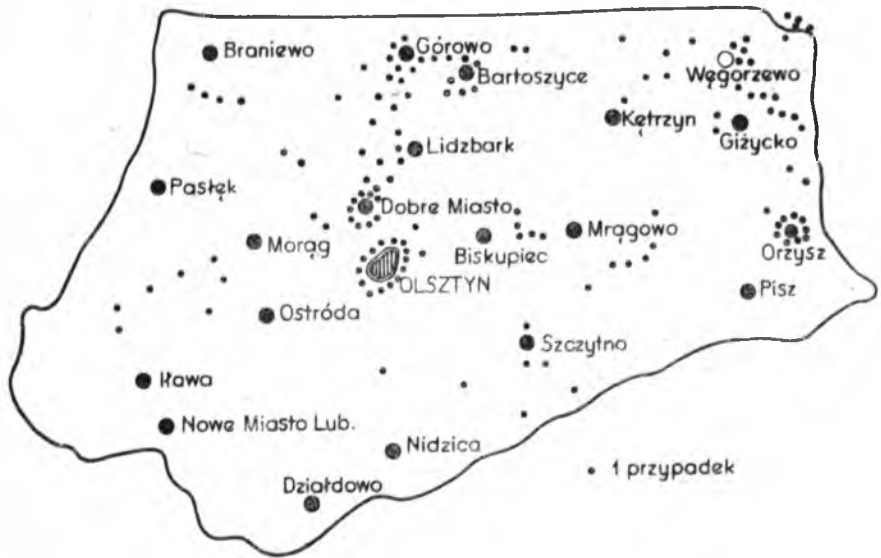 Braniewo
Górowo
Bartoszyce
Węgorzewo
Kętrzyn
Giżycko
Lidzbark
Pasłęk
Dobre Miasto
Morąg
Biskupiec
Mrągowo
Orzysz
OLSZTYN
Pisz
Ostróda
Szczytno
Iława
Nowe Miasto Lub.
Nidzica
1 przypadek
Działdowo